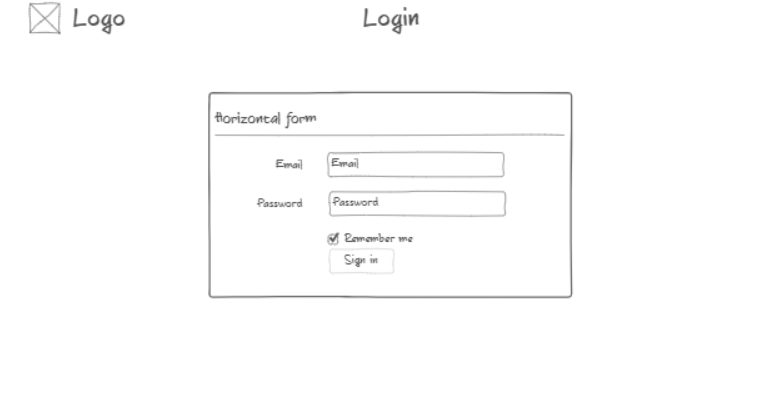 Logo Login
Horizontal form
Email Email
Password Password
Remember me
Sign in